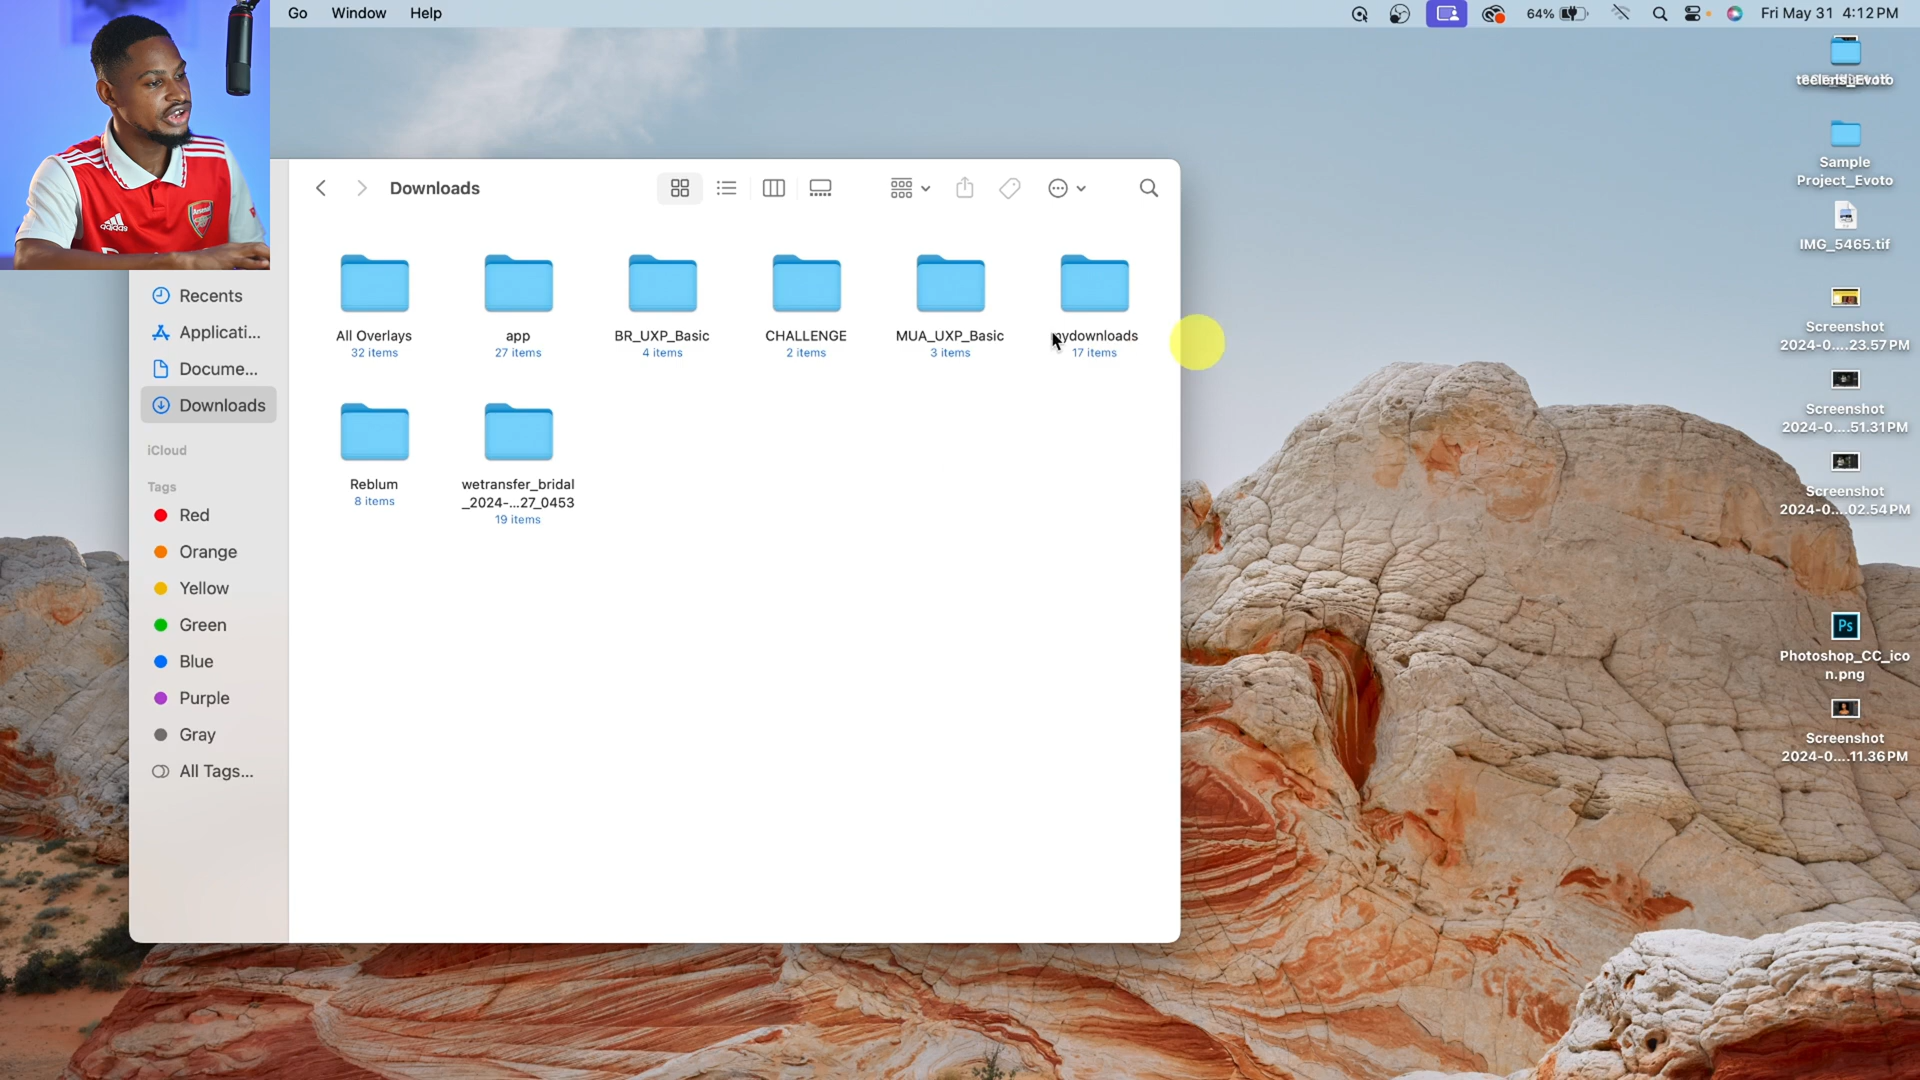 Go Window Help
64% Fri May 31 4:12 PM
Downloads
Recents
Applicati...
Docume...
Downloads
iCloud
Tags
Red
Orange
Yellow
Green
Blue
Purple
Gray
All Tags...
All Overlays
32 items
app
27 items
BR_UXP_Basic
4 items
CHALLENGE
2 items
MUA_UXP_Basic
3 items
mydownloads
17 items
Reblum
8 items
wetransfer_bridal
_2024-...27_0453
19 items
Sample
Project_Evoto
IMG_5465.tif
Screenshot
2024-0....23.57 PM
Screenshot
2024-0....51.31 PM
Screenshot
2024-0....02.54 PM
Ps
Photoshop_CC_ico
n.png
Screenshot
2024-0....11.36 PM
Arsenal
adidas